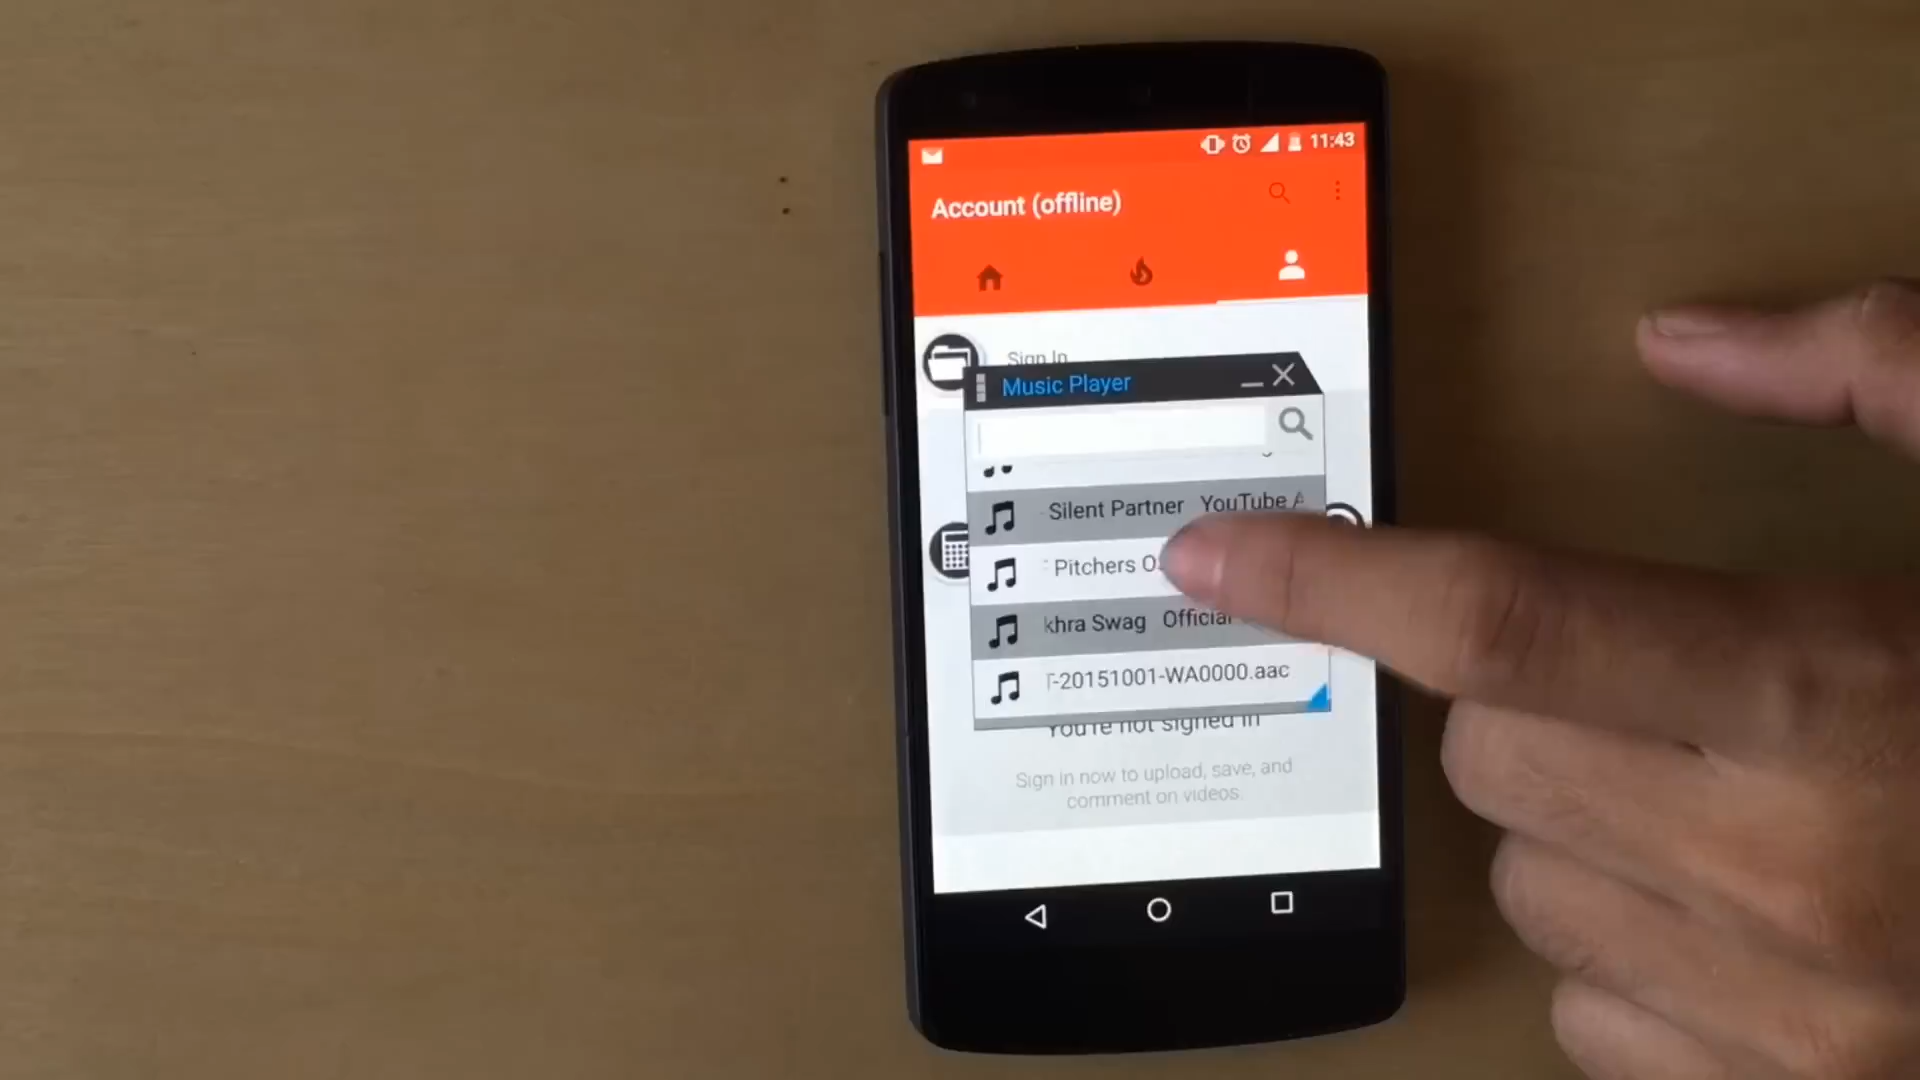 11:43
Account (offline)
Sign In
Music Player
Silent Partner YouTube A
Pitchers
khra Swag Official
-20151001-WA0000.aac
You're not signed in
Sign in now to upload, save, and
comment on videos.